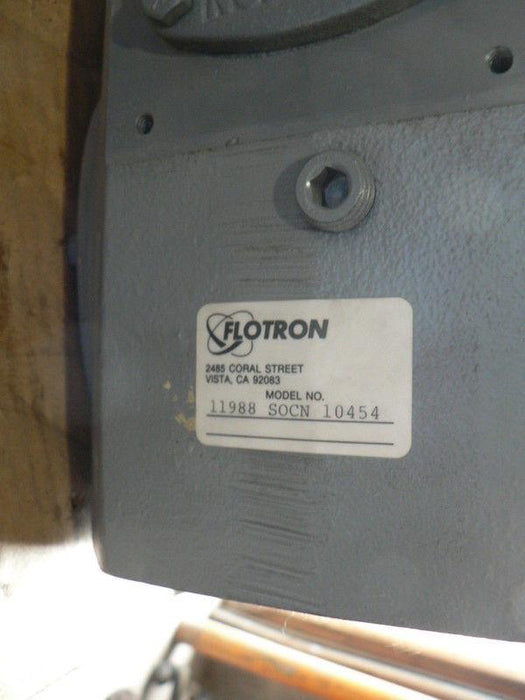 FLOTRON
2485 CORAL STREET
VISTA, CA 92083
MODEL NO.
11988 SOCN 10454